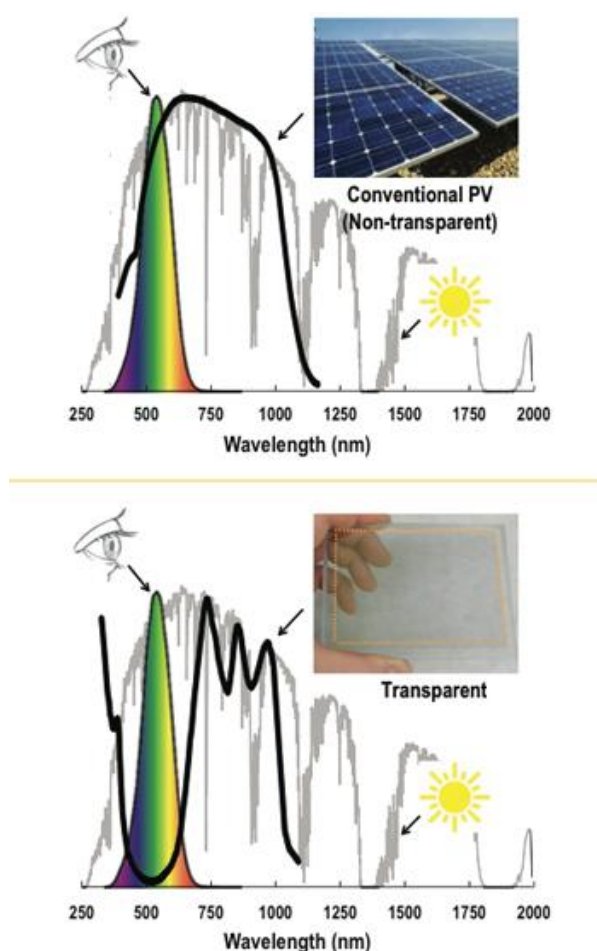 Conventional PV
(Non-transparent)
250 500 750 1000 1250 1500 1750 2000
Wavelength (nm)
Transparent
250 500 750 1000 1250 1500 1750 2000
Wavelength (nm)